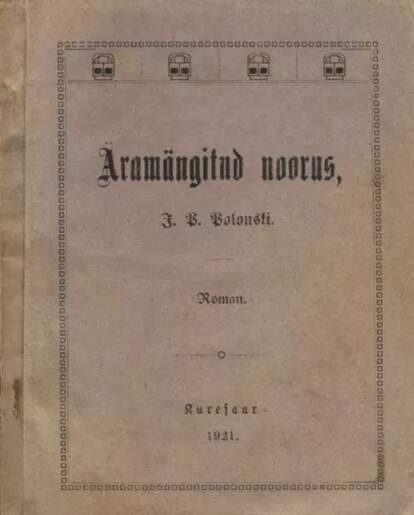 Äramängitud noorus,
J. P. Polonski.
Roman.
Kuresaar
1921.